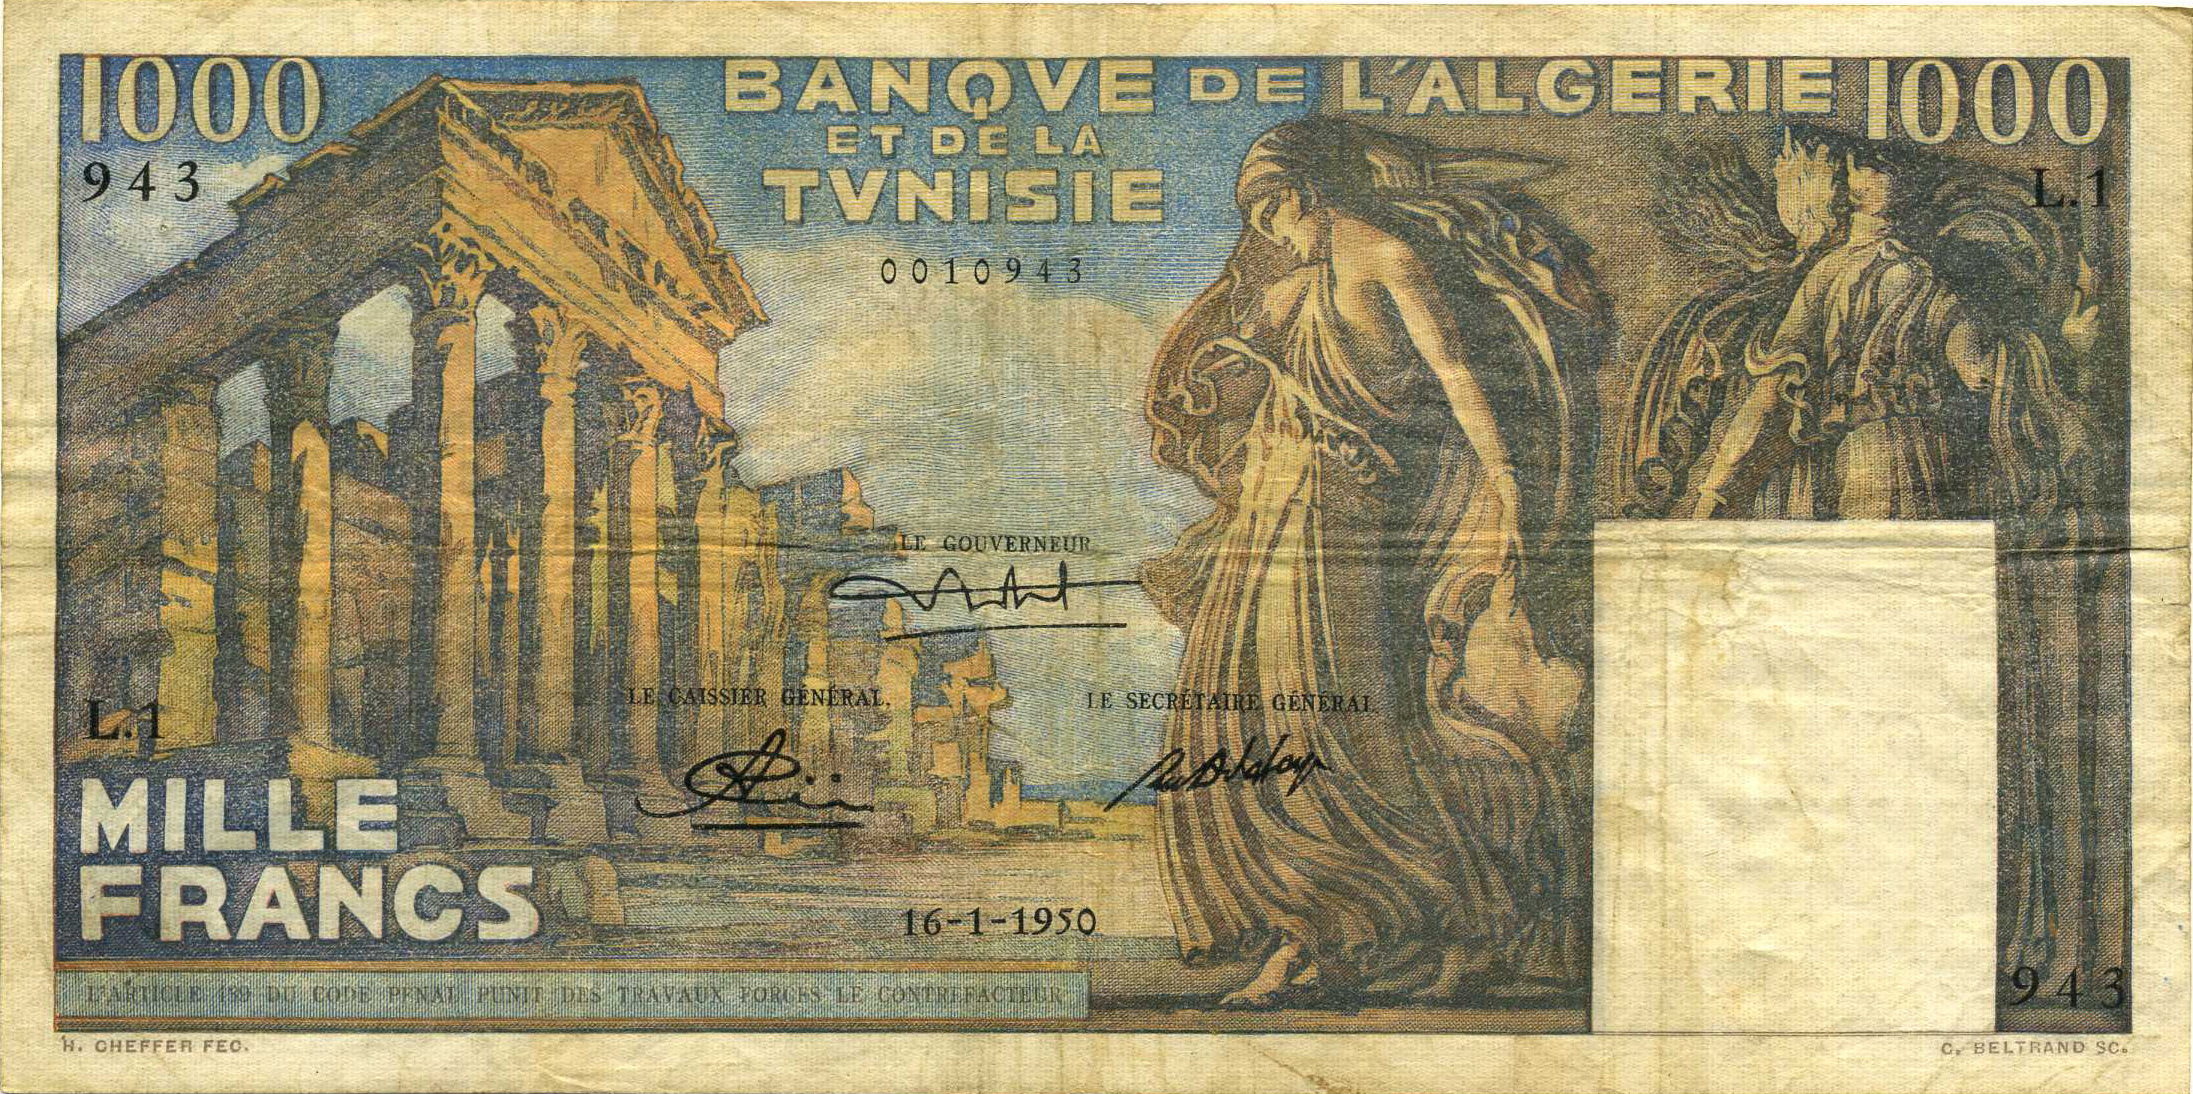 1000
BANQVE DE L'ALGERIE
1000
ET DE LA
TVNISIE
943
L.1
0010943
LE GOUVERNEUR
LE CAISSIER GÉNÉRAL,
LE SECRÉTAIRE GÉNÉRAL
L.1
MILLE
FRANCS
16-1-1950
943
L'ARTICLE 139 DU CODE PENAL PUNIT DES TRAVAUX FORCES LE CONTREFACTEUR
H. CHEFFER FEC.
C. BELTRAND SC.